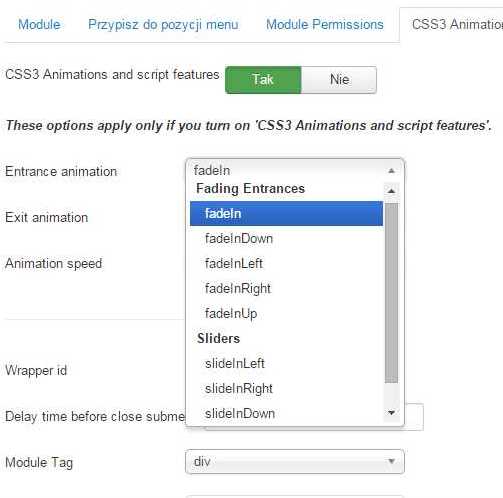 Module Przypisz do pozycji menu Module Permissions CSS3 Animation
CSS3 Animations and script features Tak Nie
These options apply only if you turn on 'CSS3 Animations and script features'.
Entrance animation fadeIn
Fading Entrances
fadeIn
Exit animation
fadeInDown
Animation speed fadeInLeft
fadeInRight
fadeInUp
Sliders
Wrapper id slideInLeft
slideInRight
Delay time before close subme slideInDown
Module Tag div